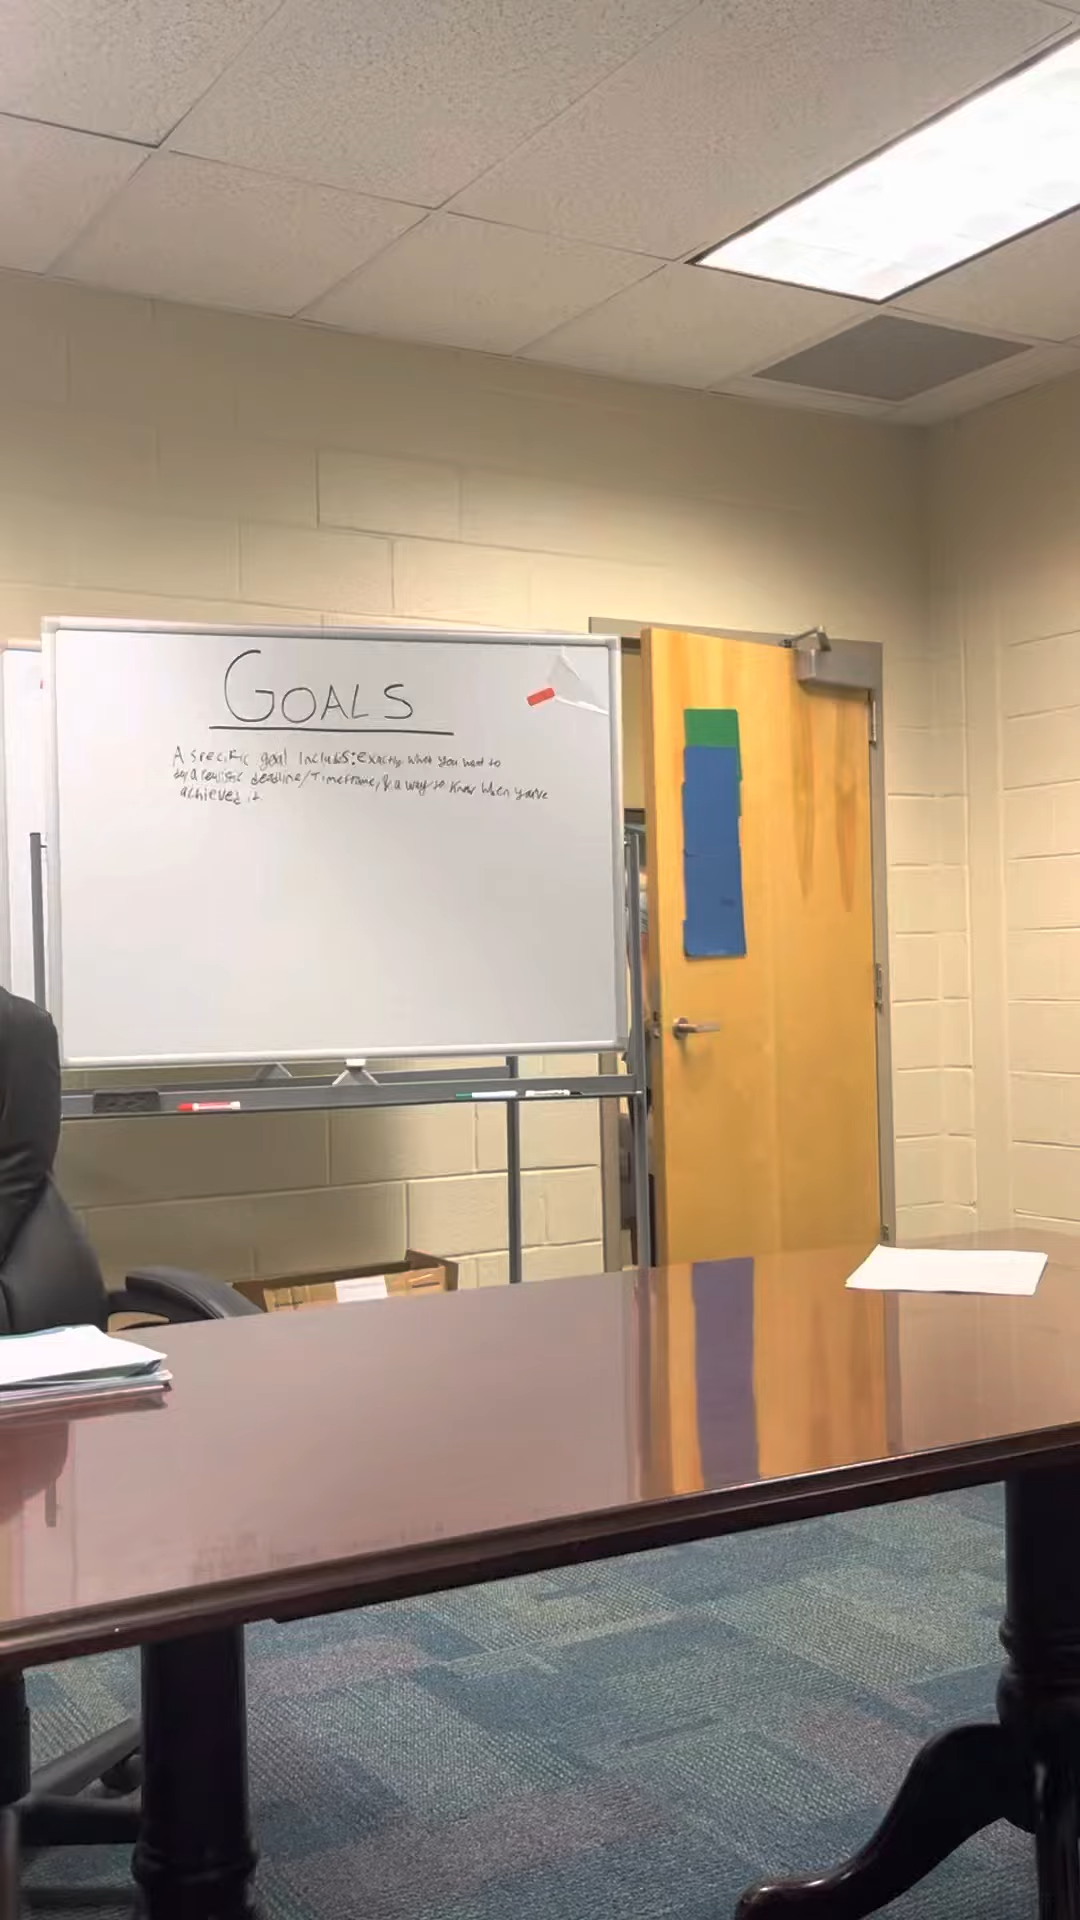 GOALS
A specific goal includes: exactly what you want to
do, a realistic deadline/Timeframe, & a way to know when you've
achieved it